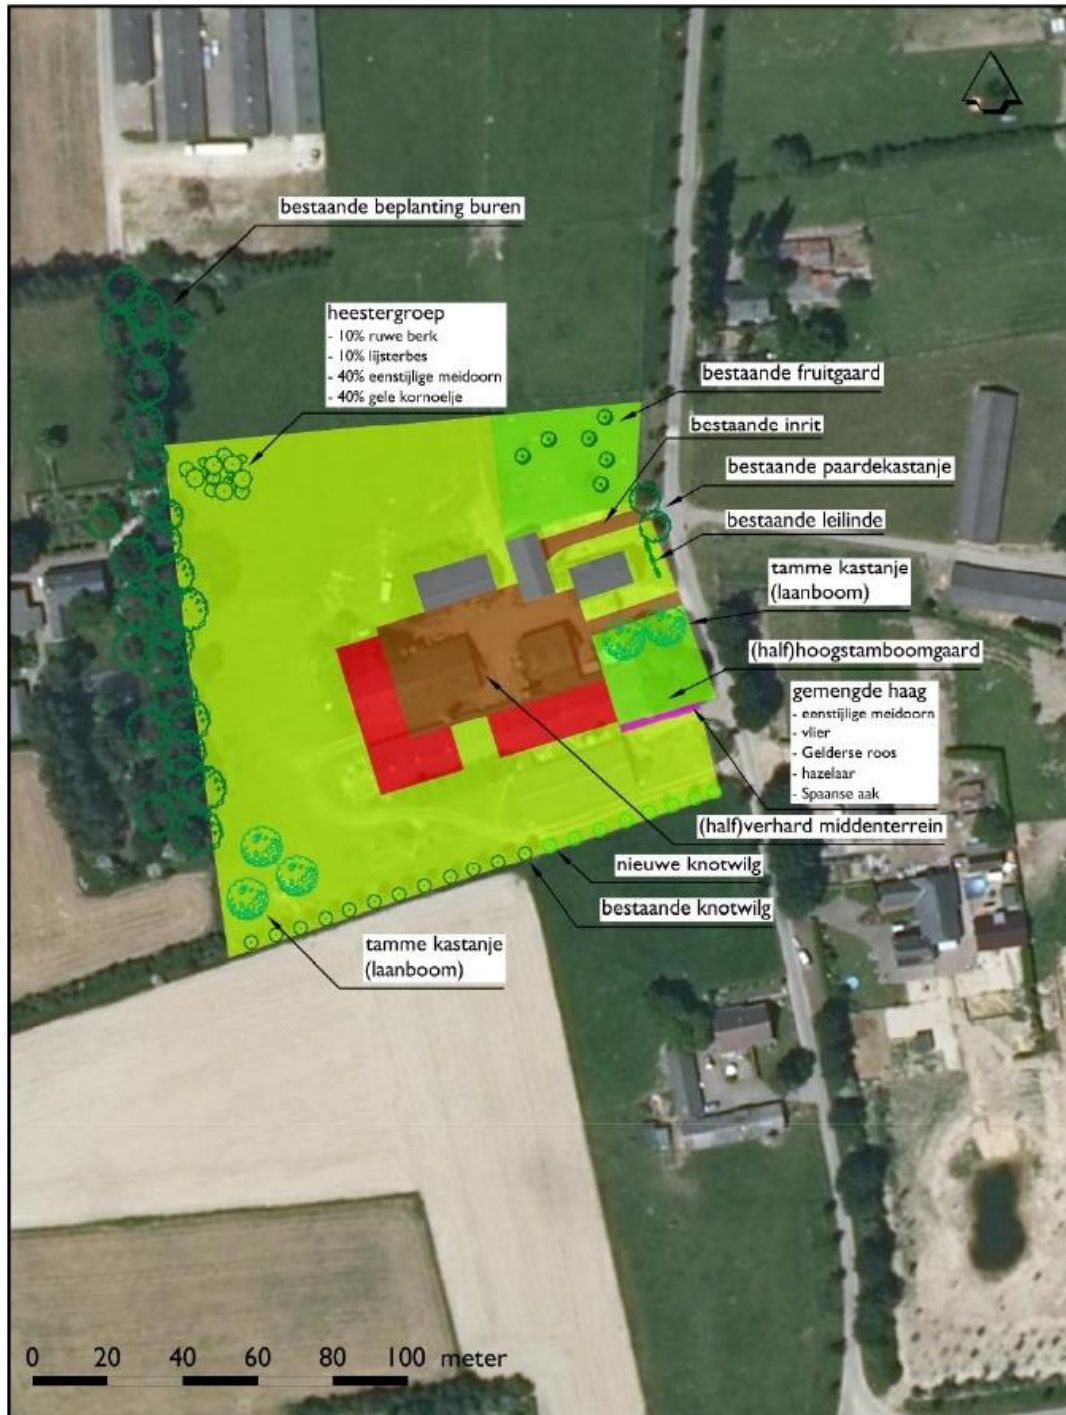 bestaande beplanting buren
heestergroep
- 10% ruwe berk
- 10% lijsterbes
- 40% eenstijlige meidoorn
- 40% gele kornoelje
bestaande fruitgaard
bestaande inrit
bestaande paardekastanje
bestaande leilinde
tamme kastanje
(laanboom)
(half)hoogstamboomgaard
gemengde haag
- eenstijlige meidoorn
- vlier
- Gelderse roos
- hazelaar
- Spaanse aak
(half)verhard middenterrein
nieuwe knotwilg
bestaande knotwilg
tamme kastanje
(laanboom)
0 20 40 60 80 100 meter